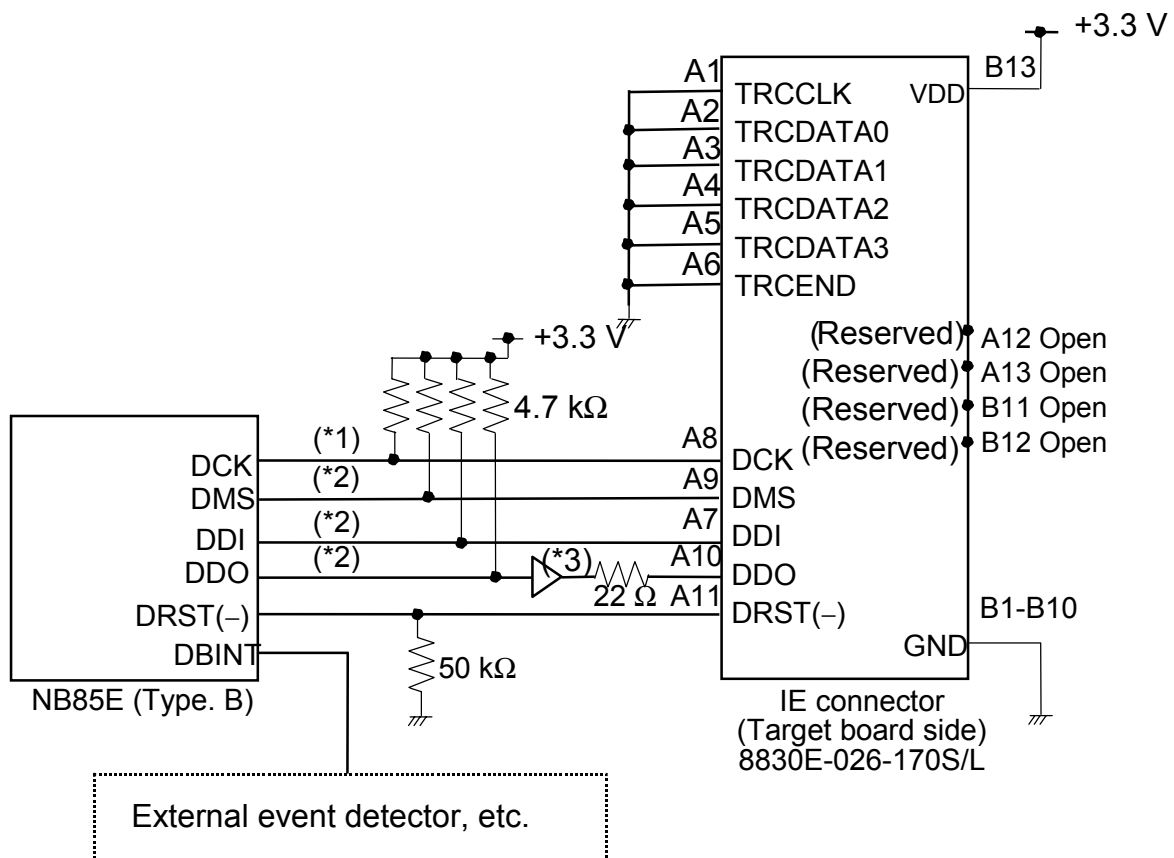 +3.3 V
A1
TRCCLK
VDD
B13
A2
TRCDATA0
A3
TRCDATA1
A4
TRCDATA2
A5
TRCDATA3
A6
TRCEND
+3.3 V
(Reserved)
A12 Open
(Reserved)
A13 Open
4.7 kΩ
(Reserved)
B11 Open
(Reserved)
B12 Open
DCK
(*1)
A8
DCK
DMS
(*2)
A9
DMS
DDI
(*2)
A7
DDI
DDO
(*2)
(*3)
22 Ω
A10
DDO
DRST(−)
A11
DRST(−)
B1-B10
DBINT
50 kΩ
GND
NB85E (Type. B)
IE connector
(Target board side)
8830E-026-170S/L
External event detector, etc.